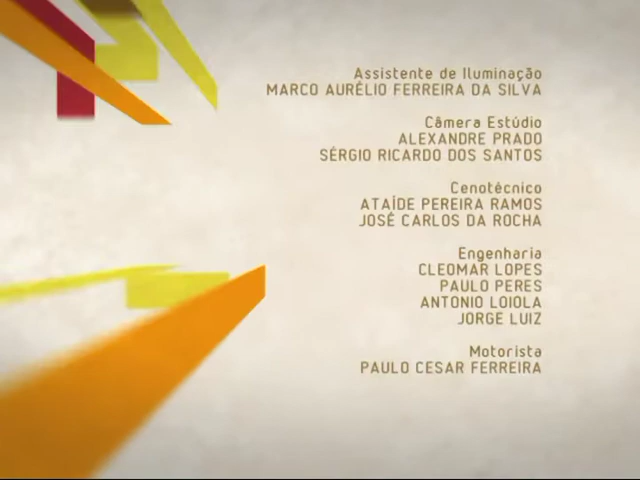 Assistente de Iluminação
MARCO AURÉLIO FERREIRA DA SILVA
Câmera Estúdio
ALEXANDRE PRADO
SÉRGIO RICARDO DOS SANTOS
Cenotécnico
ATAÍDE PEREIRA RAMOS
JOSÉ CARLOS DA ROCHA
Engenharia
CLEOMAR LOPES
PAULO PERES
ANTONIO LOIOLA
JORGE LUIZ
Motorista
PAULO CESAR FERREIRA